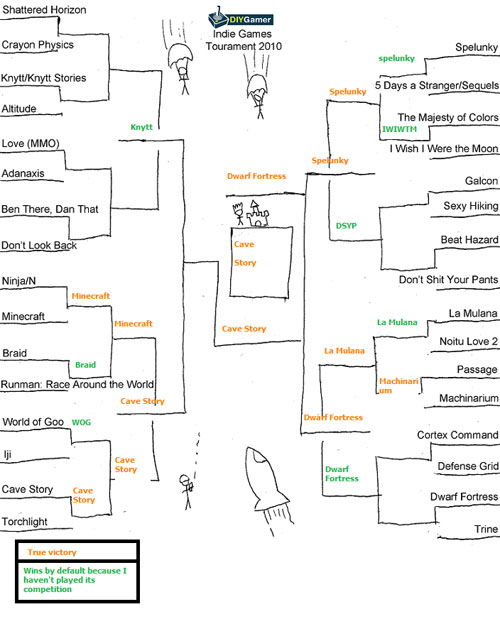 DIYGamer
Indie Games
Tourament 2010
Shattered Horizon
Crayon Physics
Knytt/Knytt Stories
Altitude
Knytt
Love (MMO)
Adanaxis
Ben There, Dan That
Don't Look Back
Ninja/N
Minecraft
Minecraft
Minecraft
Braid
Braid
Runman: Race Around the World
Cave Story
World of Goo
WOG
Iji
Cave
Story
Cave Story
Cave
Story
Torchlight
Dwarf Fortress
Cave
Story
Cave Story
Spelunky
spelunky
5 Days a Stranger/Sequels
Spelunky
The Majesty of Colors
IWIWTM
I Wish I Were the Moon
Spelunky
Galcon
Sexy Hiking
DSYP
Beat Hazard
Don't Shit Your Pants
La Mulana
La Mulana
Noitu Love 2
La Mulana
Passage
Machinari
um
Machinarium
Dwarf Fortress
Cortex Command
Defense Grid
Dwarf
Fortress
Dwarf Fortress
Trine
True victory
Wins by default because I
haven't played its
competition